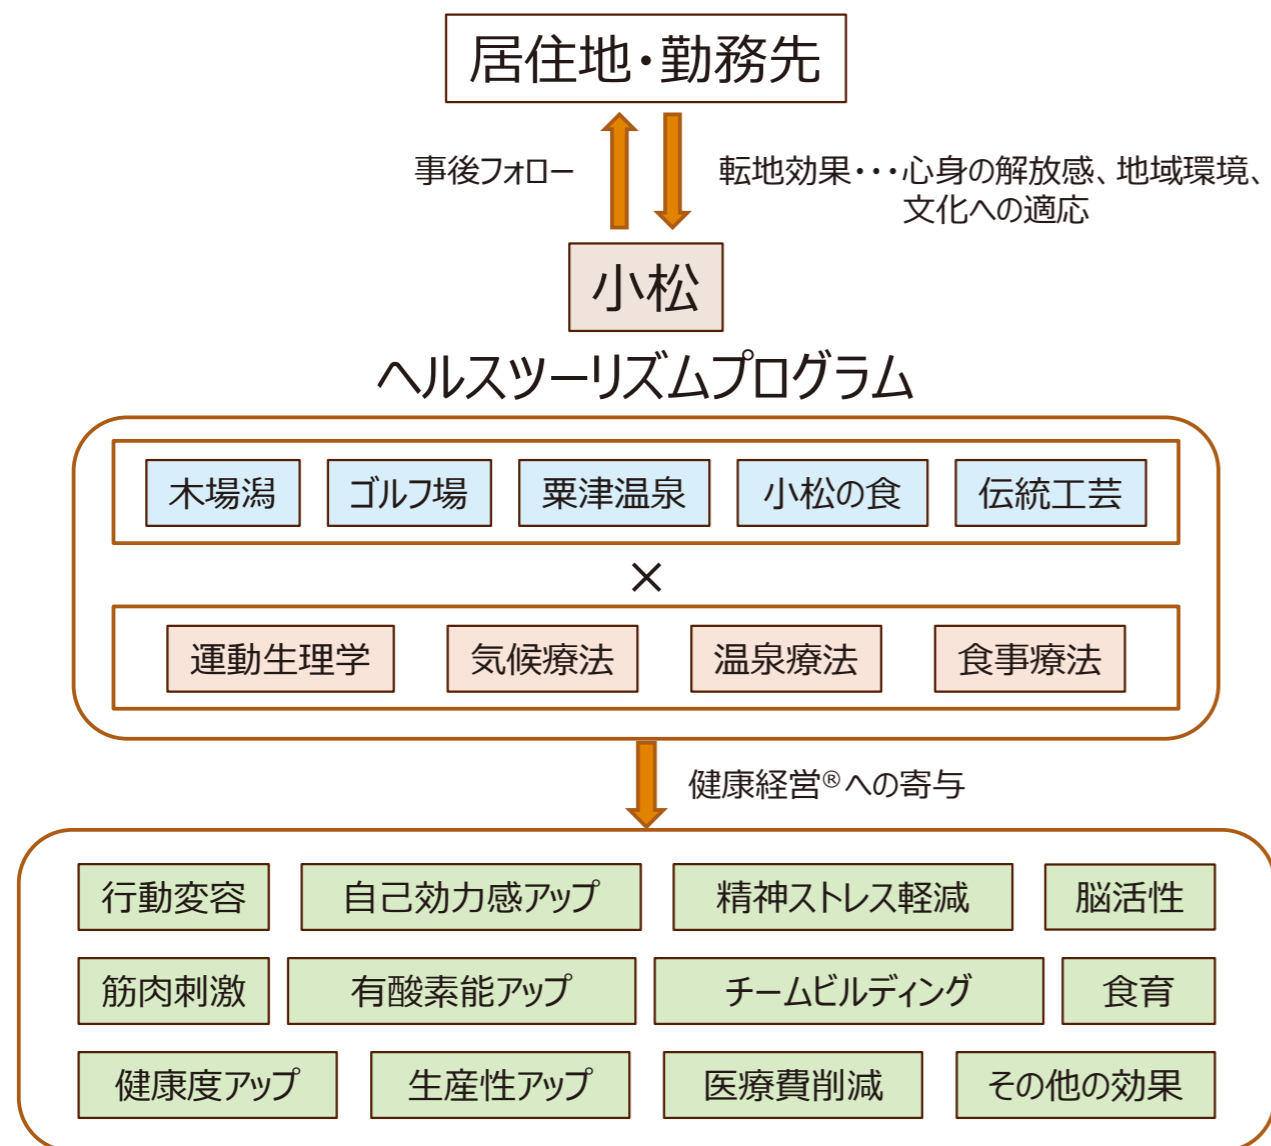 居住地・勤務先
事後フォロー
転地効果・・・心身の解放感、地域環境、
文化への適応
小松
ヘルスツーリズムプログラム
木場潟 ゴルフ場 粟津温泉 小松の食 伝統工芸
×
運動生理学 気候療法 温泉療法 食事療法
健康経営®への寄与
行動変容 自己効力感アップ 精神ストレス軽減 脳活性
筋肉刺激 有酸素能アップ チームビルディング 食育
健康度アップ 生産性アップ 医療費削減 その他の効果